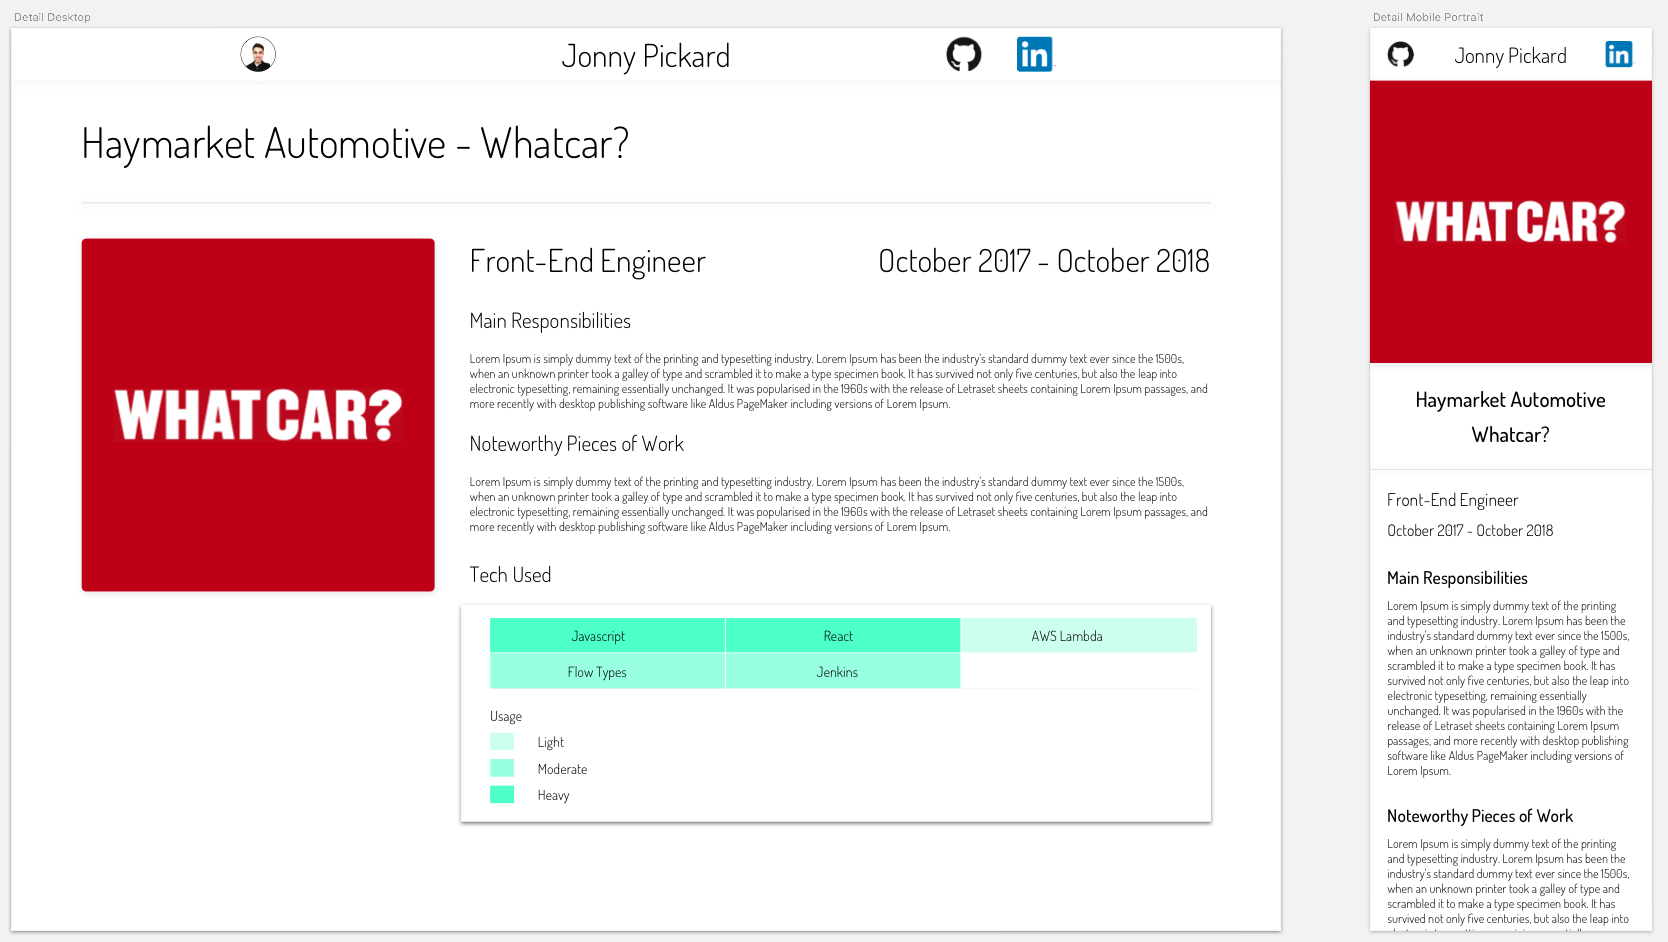 Detail Desktop
Jonny Pickard
in
Haymarket Automotive - Whatcar?
WHAT CAR?
Front-End Engineer
October 2017 - October 2018
Main Responsibilities
Lorem Ipsum is simply dummy text of the printing and typesetting industry. Lorem Ipsum has been the industry's standard dummy text ever since the 1500s,
when an unknown printer took a galley of type and scrambled it to make a type specimen book. It has survived not only five centuries, but also the leap into
electronic typesetting, remaining essentially unchanged. It was popularised in the 1960s with the release of Letraset sheets containing Lorem Ipsum passages, and
more recently with desktop publishing software like Aldus PageMaker including versions of Lorem Ipsum.
Noteworthy Pieces of Work
Lorem Ipsum is simply dummy text of the printing and typesetting industry. Lorem Ipsum has been the industry's standard dummy text ever since the 1500s,
when an unknown printer took a galley of type and scrambled it to make a type specimen book. It has survived not only five centuries, but also the leap into
electronic typesetting, remaining essentially unchanged. It was popularised in the 1960s with the release of Letraset sheets containing Lorem Ipsum passages, and
more recently with desktop publishing software like Aldus PageMaker including versions of Lorem Ipsum.
Tech Used
Javascript React AWS Lambda
Flow Types Jenkins
Usage
Light
Moderate
Heavy
Detail Mobile Portrait
Jonny Pickard
in
WHAT CAR?
Haymarket Automotive
Whatcar?
Front-End Engineer
October 2017 - October 2018
Main Responsibilities
Lorem Ipsum is simply dummy text of the printing
and typesetting industry. Lorem Ipsum has been the
industry's standard dummy text ever since the 1500s,
when an unknown printer took a galley of type and
scrambled it to make a type specimen book. It has
survived not only five centuries, but also the leap into
electronic typesetting, remaining essentially
unchanged. It was popularised in the 1960s with the
release of Letraset sheets containing Lorem Ipsum
passages, and more recently with desktop publishing
software like Aldus PageMaker including versions of
Lorem Ipsum.
Noteworthy Pieces of Work
Lorem Ipsum is simply dummy text of the printing
and typesetting industry. Lorem Ipsum has been the
industry's standard dummy text ever since the 1500s,
when an unknown printer took a galley of type and
scrambled it to make a type specimen book. It has
survived not only five centuries, but also the leap into